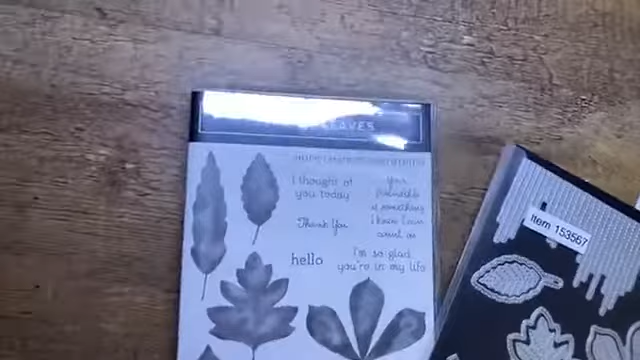 LEAVES
I thought of
you today
Your
friendship
is something
I know I can
count on
Thank You
hello
I'm so glad
you're in my life
Item 153567